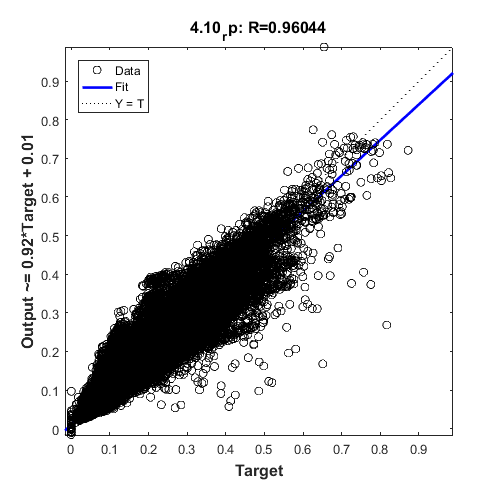 4.10rp: R=0.96044
Data
Fit
Y = T
Output ~= 0.92*Target + 0.01
0.9
0.8
0.7
0.6
0.5
0.4
0.3
0.2
0.1
0
0 0.1 0.2 0.3 0.4 0.5 0.6 0.7 0.8 0.9
Target